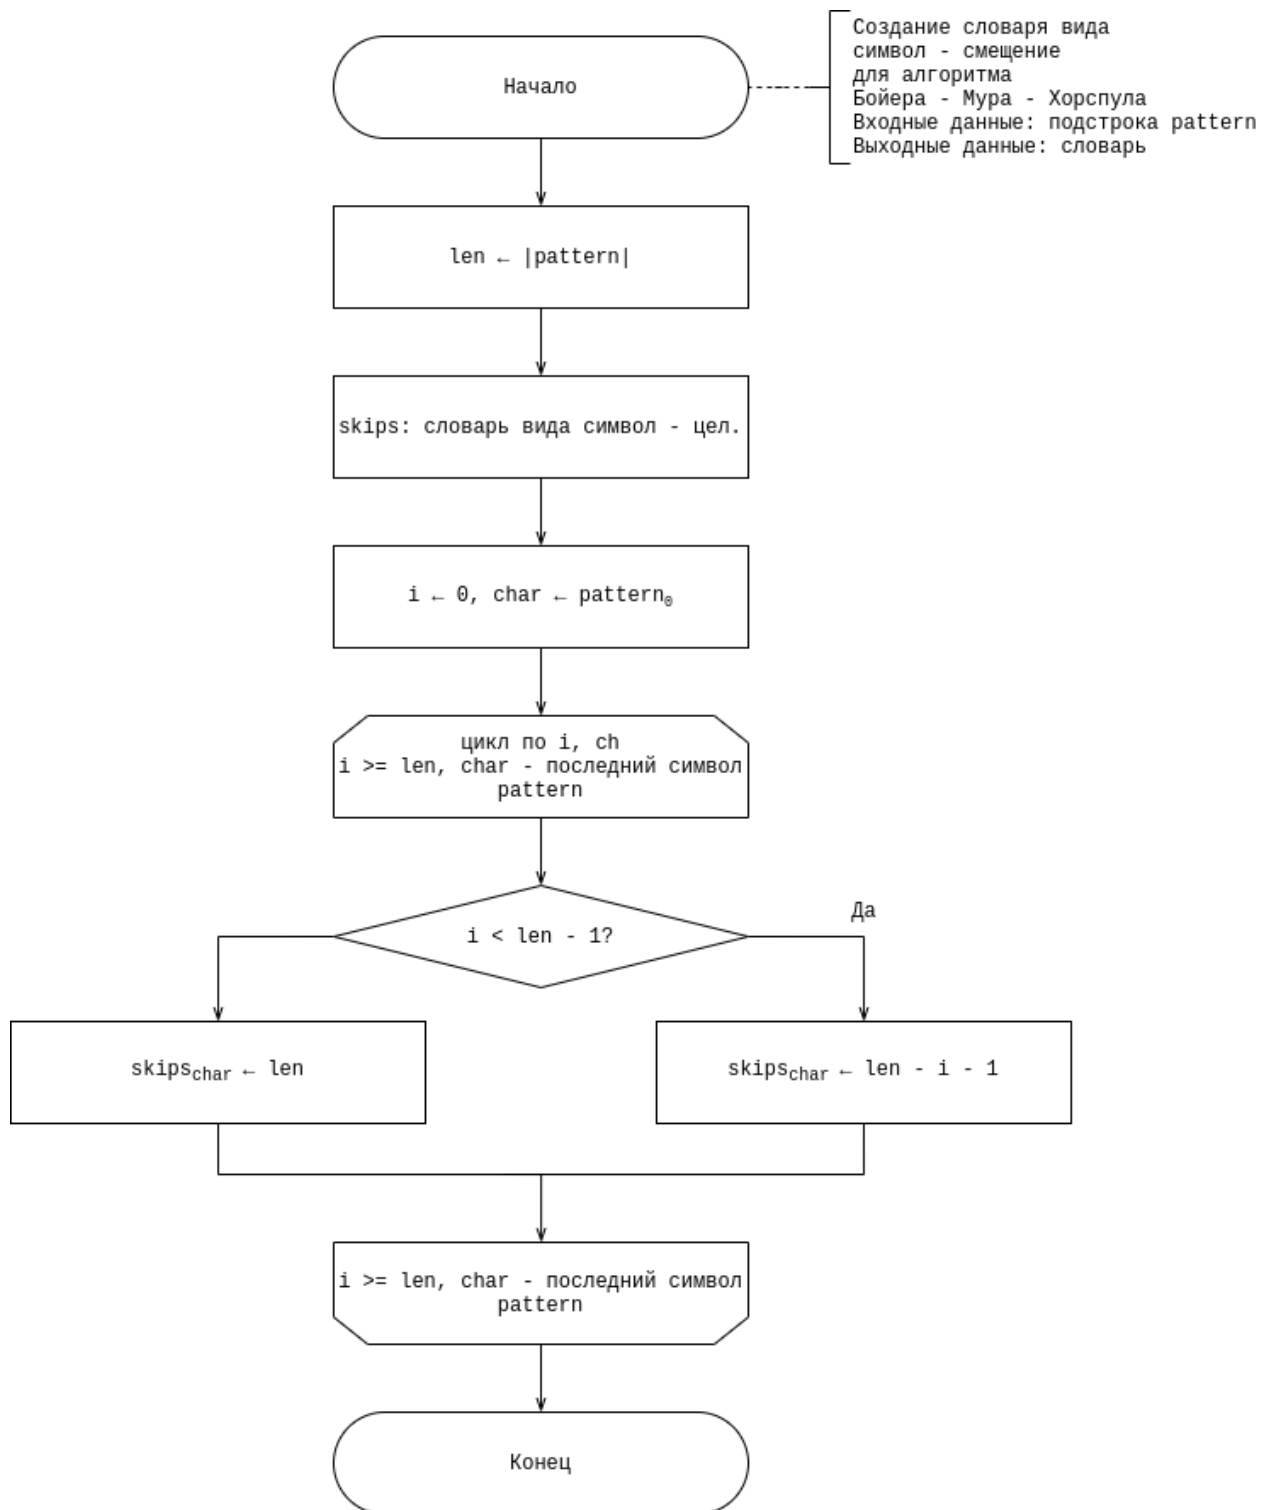 Начало
Создание словаря вида
символ - смещение
для алгоритма
Бойера - Мура - Хорспула
Входные данные: подстрока pattern
Выходные данные: словарь
len ← |pattern|
skips: словарь вида символ - цел.
i ← 0, char ← pattern₀
цикл по i, ch
i >= len, char - последний символ
pattern
i < len - 1?
Да
skips_char ← len
skips_char ← len - i - 1
i >= len, char - последний символ
pattern
Конец